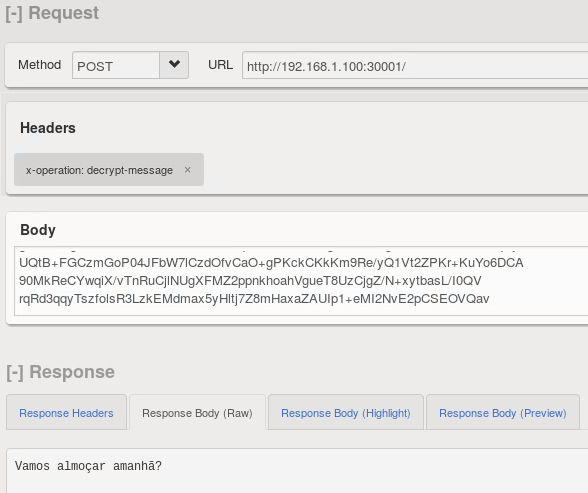 [-] Request
Method POST URL http://192.168.1.100:30001/
Headers
x-operation: decrypt-message ×
Body
UQtB+FGCzmGoP04JFbW7lCzdOfvCaO+gPKckCKkKm9Re/yQ1Vt2ZPKr+KuYo6DCA
90MkReCYwqiX/vTnRuCjlNUgXFMZ2ppnkhoahVgueT8UzCjgZ/N+xytbasL/I0QV
rqRd3qqyTszfolsR3LzkEMdmax5yHltj7Z8mHaxaZAUIp1+eMI2NvE2pCSEOVQav
[-] Response
Response Headers Response Body (Raw) Response Body (Highlight) Response Body (Preview)
Vamos almoçar amanhã?